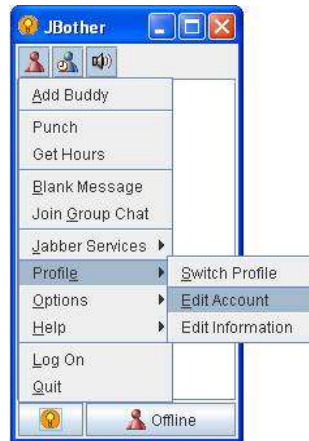 JBother
Add Buddy
Punch
Get Hours
Blank Message
Join Group Chat
Jabber Services
Profile
Switch Profile
Options
Edit Account
Help
Edit Information
Log On
Quit
Offline